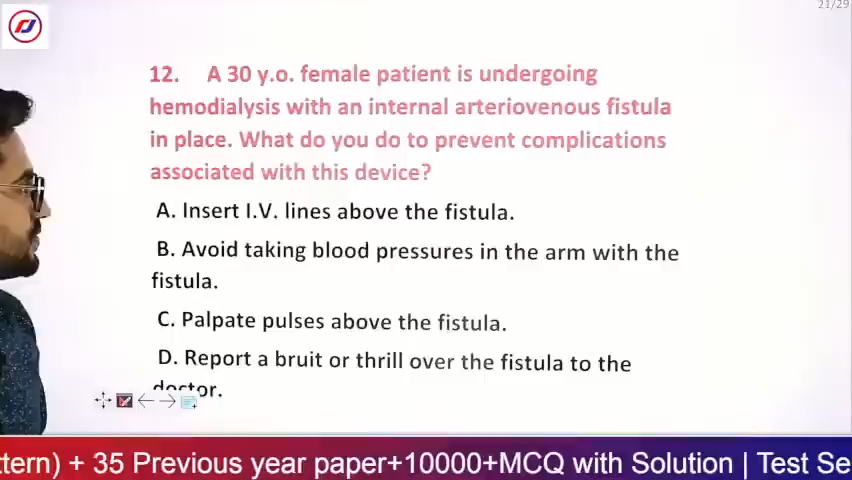 21/29
12. A 30 y.o. female patient is undergoing
hemodialysis with an internal arteriovenous fistula
in place. What do you do to prevent complications
associated with this device?
A. Insert I.V. lines above the fistula.
B. Avoid taking blood pressures in the arm with the
fistula.
C. Palpate pulses above the fistula.
D. Report a bruit or thrill over the fistula to the
doctor.
ttern) + 35 Previous year paper+10000+MCQ with Solution | Test Se